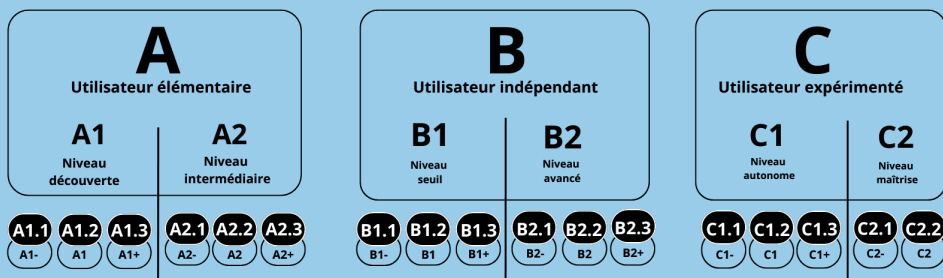 A
Utilisateur élémentaire
A1
Niveau
découverte
A2
Niveau
intermédiaire
A1.1 A1.2 A1.3 A2.1 A2.2 A2.3
A1- A1 A1+ A2- A2 A2+
B
Utilisateur indépendant
B1
Niveau
seuil
B2
Niveau
avancé
B1.1 B1.2 B1.3 B2.1 B2.2 B2.3
B1- B1 B1+ B2- B2 B2+
C
Utilisateur expérimenté
C1
Niveau
autonome
C2
Niveau
maîtrise
C1.1 C1.2 C1.3 C2.1 C2.2
C1- C1 C1+ C2- C2